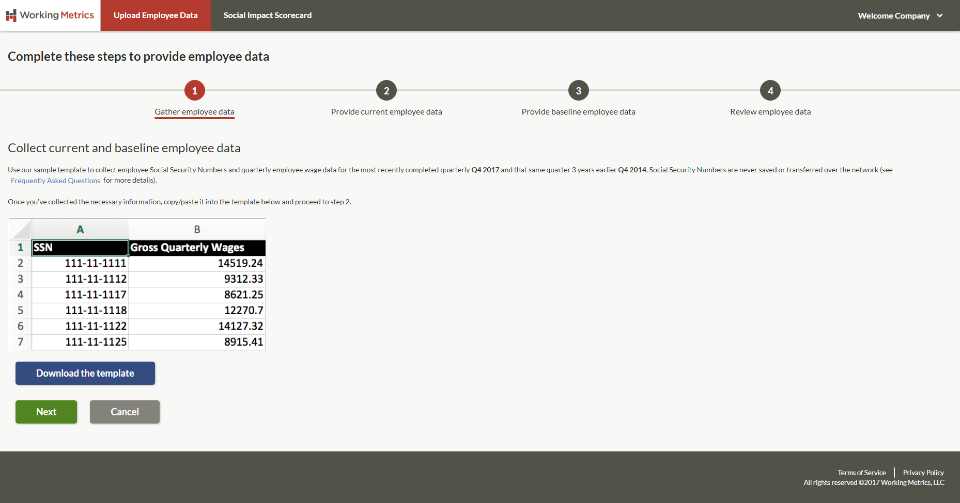 Working Metrics Upload Employee Data Social Impact Scorecard Welcome Company
Complete these steps to provide employee data
1 2 3 4
Gather employee data Provide current employee data Provide baseline employee data Review employee data
Collect current and baseline employee data
Use our sample template to collect employee Social Security Numbers and quarterly employee wage data for the most recently completed quarterly Q4 2017 and that same quarter 3 years earlier Q4 2014. Social Security Numbers are never saved or transferred over the network (see
Frequently Asked Questions for more details).
Once you've collected the necessary information, copy/paste it into the template below and proceed to step 2.
A B
1 SSN Gross Quarterly Wages
2 111-11-1111 14519.24
3 111-11-1112 9312.33
4 111-11-1117 8621.25
5 111-11-1118 12270.7
6 111-11-1122 14127.32
7 111-11-1125 8915.41
Download the template
Next Cancel
Terms of Service | Privacy Policy
All rights reserved ©2017 Working Metrics, LLC